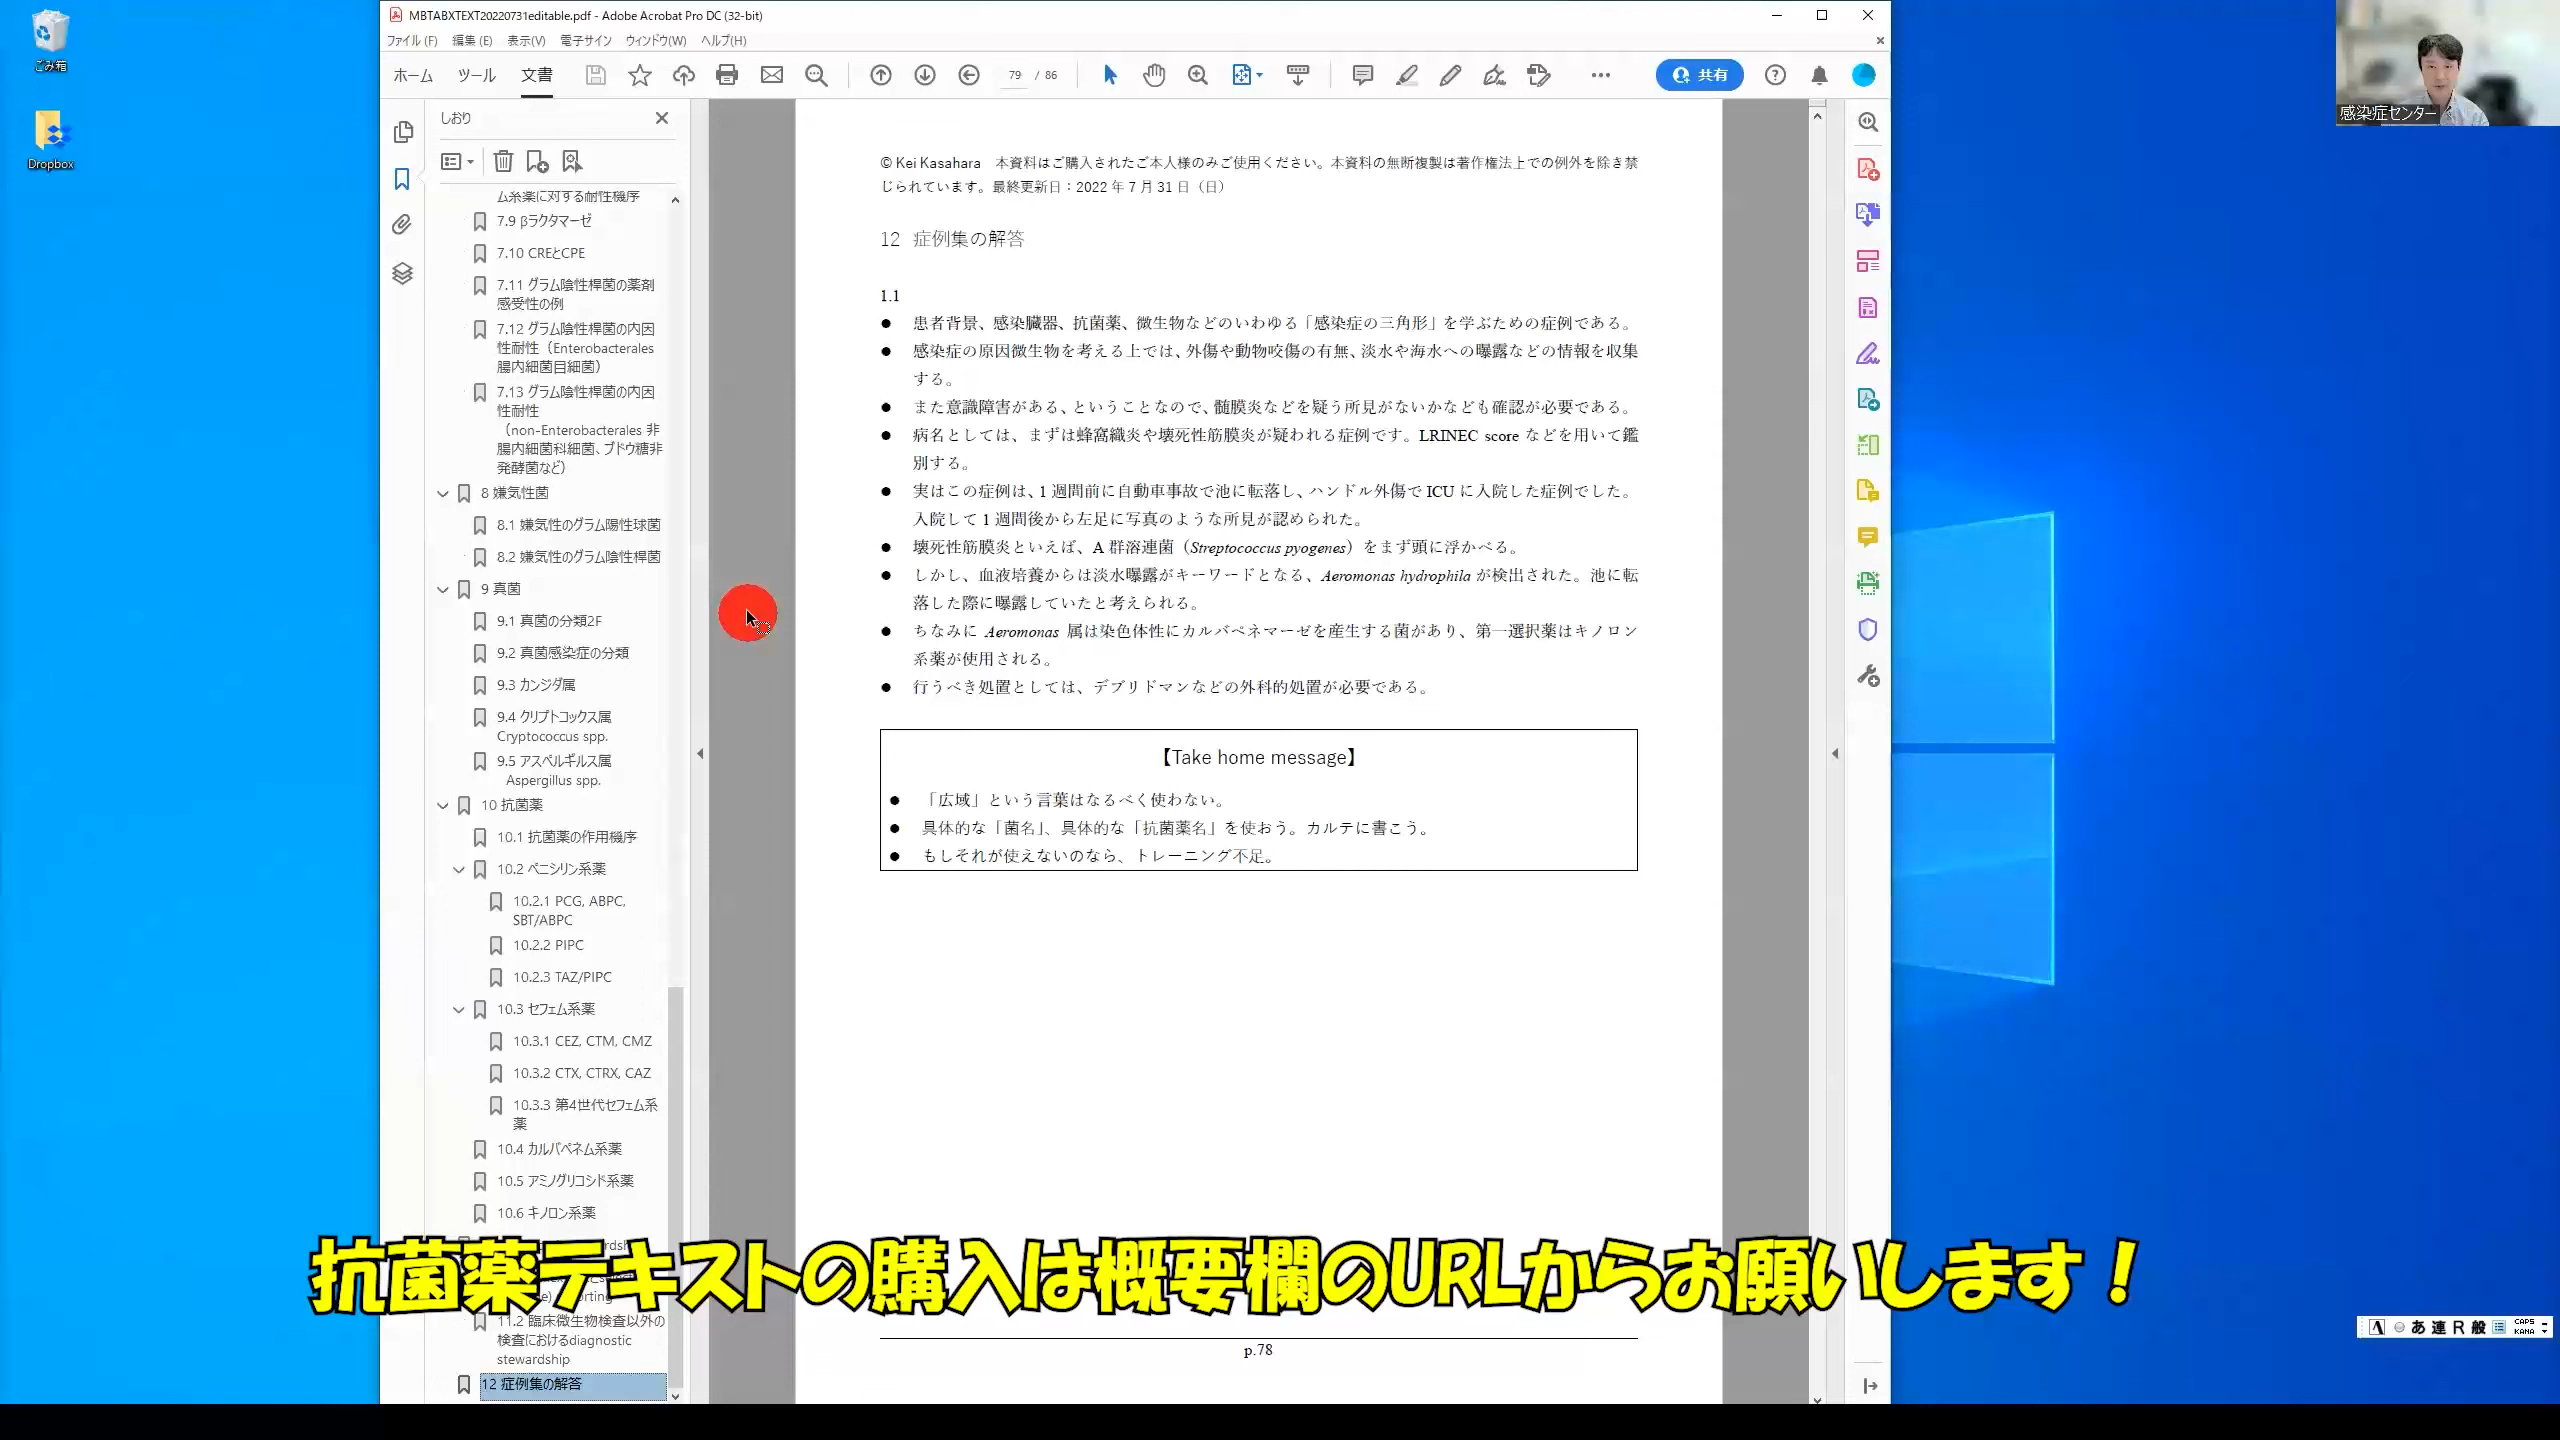 ごみ箱
Dropbox
MBTABXTEXT20220731editable.pdf - Adobe Acrobat Pro DC (32-bit)
ファイル(F) 編集(E) 表示(V) 電子サイン ウィンドウ(W) ヘルプ(H)
ホーム ツール 文書 79 / 86 共有
感染症センター
しおり
ム系薬に対する耐性機序
7.9 βラクタマーゼ
7.10 CREとCPE
7.11 グラム陰性桿菌の薬剤
感受性の例
7.12 グラム陰性桿菌の内因
性耐性（Enterobacterales
腸内細菌目細菌）
7.13 グラム陰性桿菌の内因
性耐性
（non-Enterobacterales 非
腸内細菌科細菌、ブドウ糖非
発酵菌など）
8 嫌気性菌
8.1 嫌気性のグラム陽性球菌
8.2 嫌気性のグラム陰性桿菌
9 真菌
9.1 真菌の分類2F
9.2 真菌感染症の分類
9.3 カンジダ属
9.4 クリプトコックス属
Cryptococcus spp.
9.5 アスペルギルス属
Aspergillus spp.
10 抗菌薬
10.1 抗菌薬の作用機序
10.2 ペニシリン系薬
10.2.1 PCG, ABPC,
SBT/ABPC
10.2.2 PIPC
10.2.3 TAZ/PIPC
10.3 セフェム系薬
10.3.1 CEZ, CTM, CMZ
10.3.2 CTX, CTRX, CAZ
10.3.3 第4世代セフェム系
薬
10.4 カルバペネム系薬
10.5 アミノグリコシド系薬
10.6 キノロン系薬
11.2 臨床微生物検査以外の
検査におけるdiagnostic
stewardship
12 症例集の解答
© Kei Kasahara　本資料はご購入されたご本人様のみご使用ください。本資料の無断複製は著作権法上での例外を除き禁
じられています。最終更新日：2022 年 7 月 31 日（日）
12 症例集の解答
1.1
● 患者背景、感染臓器、抗菌薬、微生物などのいわゆる「感染症の三角形」を学ぶための症例である。
● 感染症の原因微生物を考える上では、外傷や動物咬傷の有無、淡水や海水への曝露などの情報を収集
する。
● また意識障害がある、ということなので、髄膜炎などを疑う所見がないかなども確認が必要である。
● 病名としては、まずは蜂窩織炎や壊死性筋膜炎が疑われる症例です。LRINEC score などを用いて鑑
別する。
● 実はこの症例は、1 週間前に自動車事故で池に転落し、ハンドル外傷で ICU に入院した症例でした。
入院して 1 週間後から左足に写真のような所見が認められた。
● 壊死性筋膜炎といえば、A 群溶連菌（Streptococcus pyogenes）をまず頭に浮かべる。
● しかし、血液培養からは淡水曝露がキーワードとなる、Aeromonas hydrophila が検出された。池に転
落した際に曝露していたと考えられる。
● ちなみに Aeromonas 属は染色体性にカルバペネマーゼを産生する菌があり、第一選択薬はキノロン
系薬が使用される。
● 行うべき処置としては、デブリドマンなどの外科的処置が必要である。
【Take home message】
● 「広域」という言葉はなるべく使わない。
● 具体的な「菌名」、具体的な「抗菌薬名」を使おう。カルテに書こう。
● もしそれが使えないのなら、トレーニング不足。
抗菌薬テキストの購入は概要欄のURLからお願いします！
p.78
A あ 連 R 般 CAPS
KANA